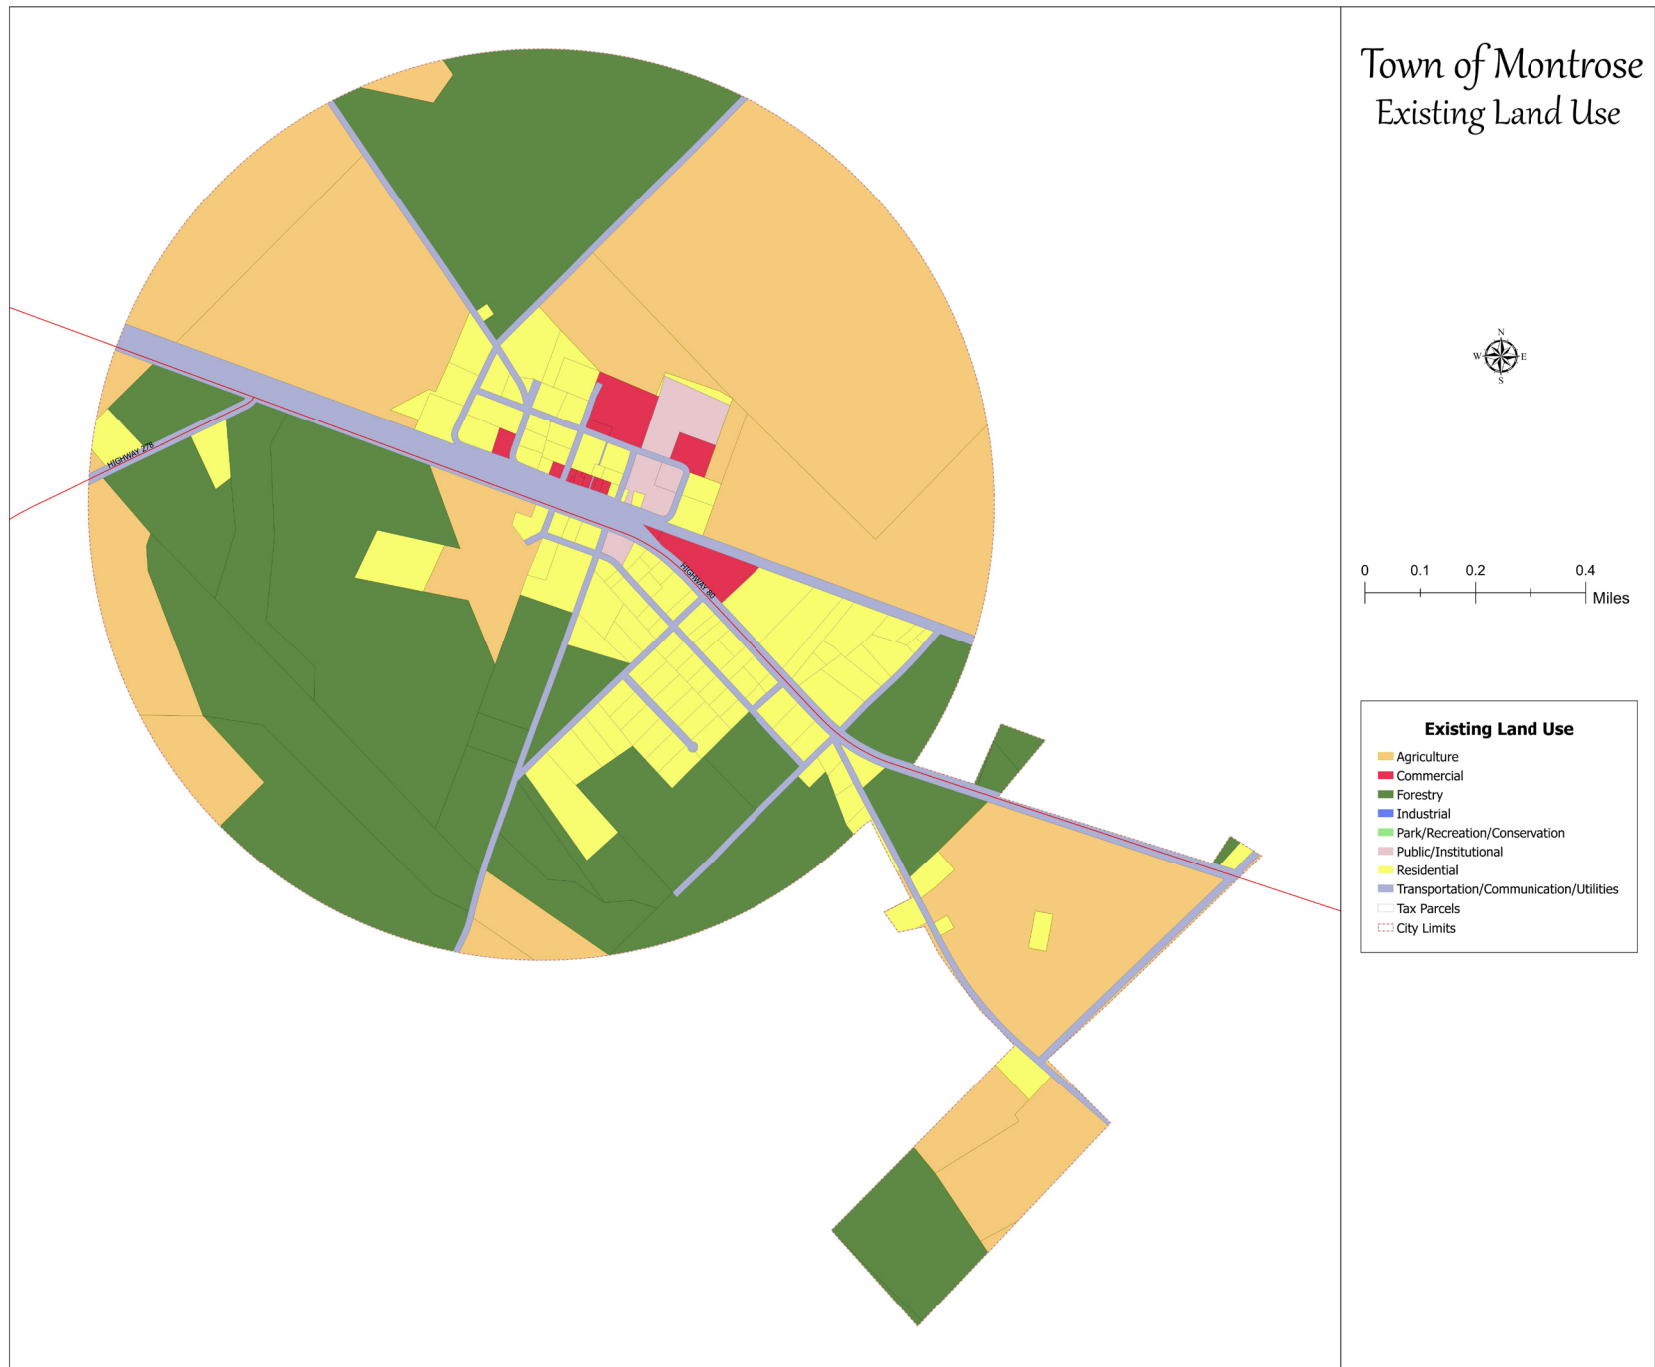 Town of Montrose
Existing Land Use
N
W E
S
0 0.1 0.2 0.4
Miles
HIGHWAY 278
HIGHWAY 80
Existing Land Use
Agriculture
Commercial
Forestry
Industrial
Park/Recreation/Conservation
Public/Institutional
Residential
Transportation/Communication/Utilities
Tax Parcels
City Limits